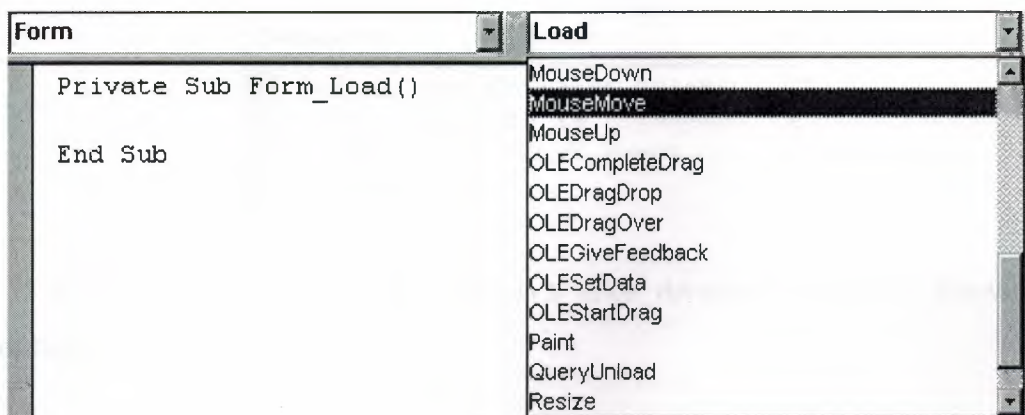 Form
Load
Private Sub Form_Load()
End Sub
MouseDown
MouseMove
MouseUp
OLECompleteDrag
OLEDragDrop
OLEDragOver
OLEGiveFeedback
OLESetData
OLEStartDrag
Paint
QueryUnload
Resize